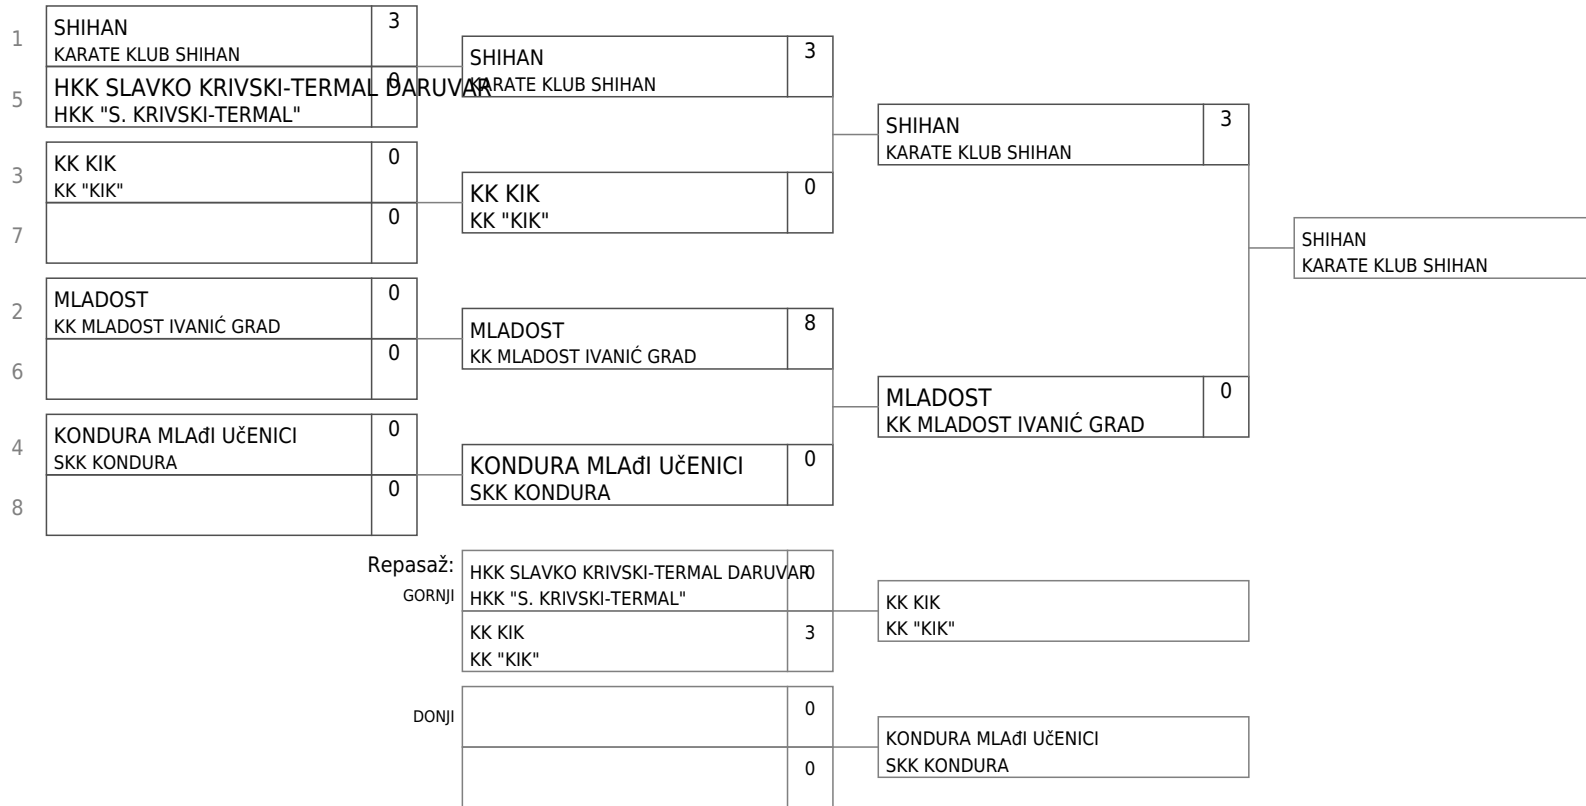 1
SHIHAN
3
KARATE KLUB SHIHAN
5
HKK SLAVKO KRIVSKI-TERMAL DARUVAR
0
HKK "S. KRIVSKI-TERMAL"
3
KK KIK
0
KK "KIK"
7
0
2
MLADOST
0
KK MLADOST IVANIĆ GRAD
6
0
4
KONDURA MLAđI UčENICI
0
SKK KONDURA
8
0
SHIHAN
3
KARATE KLUB SHIHAN
KK KIK
0
KK "KIK"
MLADOST
8
KK MLADOST IVANIĆ GRAD
KONDURA MLAđI UčENICI
0
SKK KONDURA
SHIHAN
3
KARATE KLUB SHIHAN
MLADOST
0
KK MLADOST IVANIĆ GRAD
SHIHAN
KARATE KLUB SHIHAN
Repasaž:
GORNJI
HKK SLAVKO KRIVSKI-TERMAL DARUVAR
0
HKK "S. KRIVSKI-TERMAL"
KK KIK
3
KK "KIK"
KK KIK
KK "KIK"
DONJI
0
0
KONDURA MLAđI UčENICI
SKK KONDURA